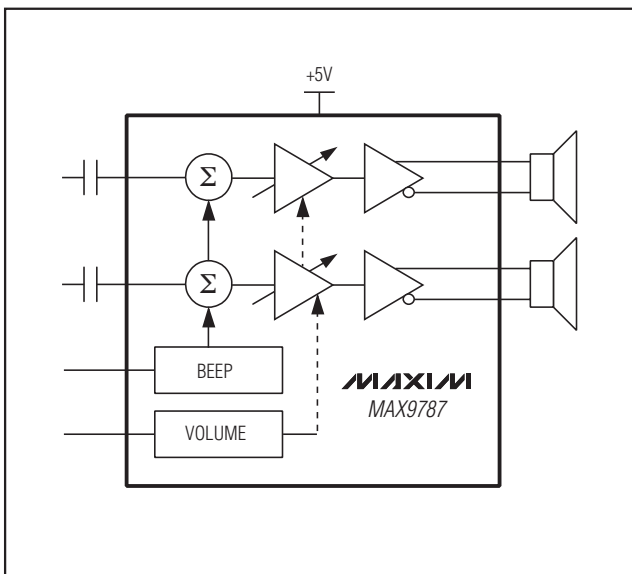 +5V
Σ
Σ
BEEP
MAXIM
MAX9787
VOLUME